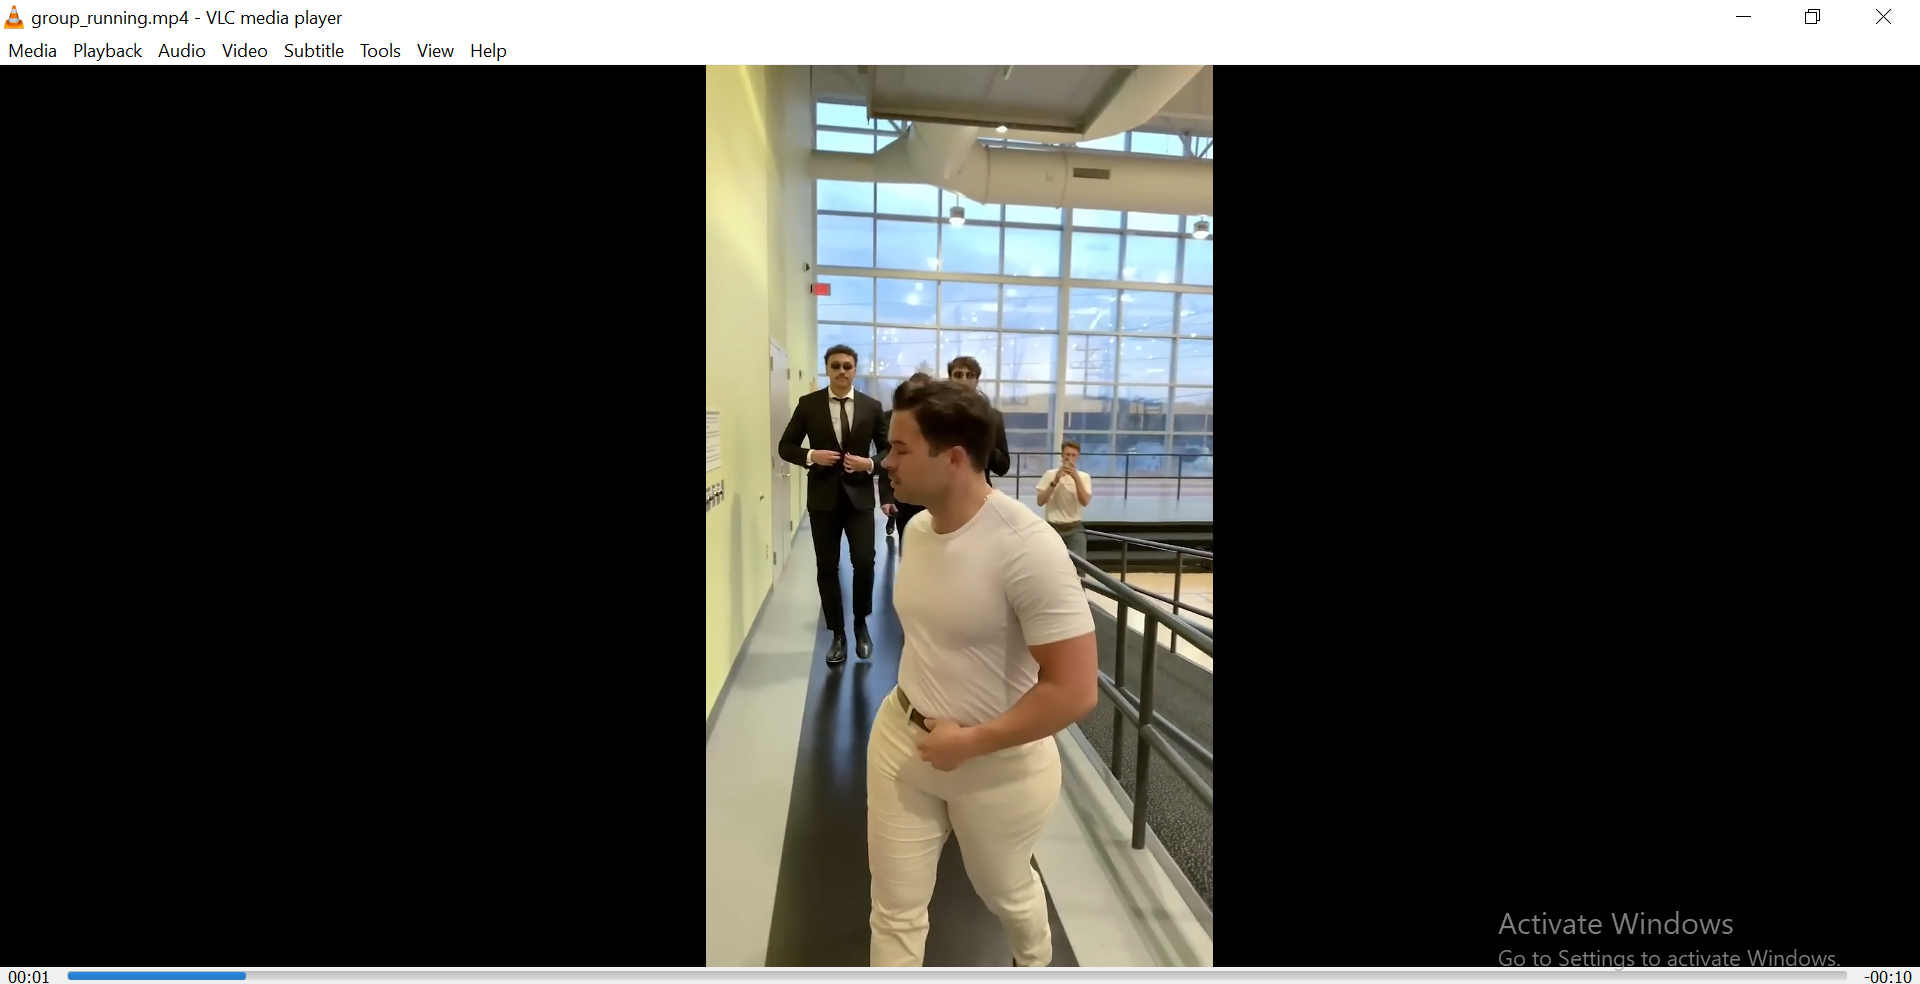 group_running.mp4 - VLC media player
Media Playback Audio Video Subtitle Tools View Help
Activate Windows
Go to Settings to activate Windows.
00:01
-00:10